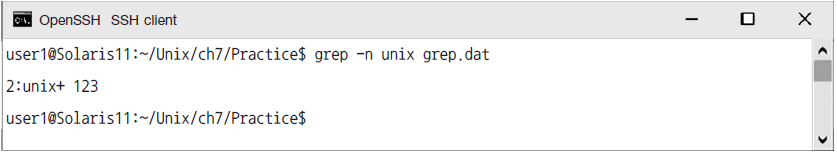 OpenSSH SSH client
user1@Solaris11:~/Unix/ch7/Practice$ grep -n unix grep.dat
2:unix+ 123
user1@Solaris11:~/Unix/ch7/Practice$